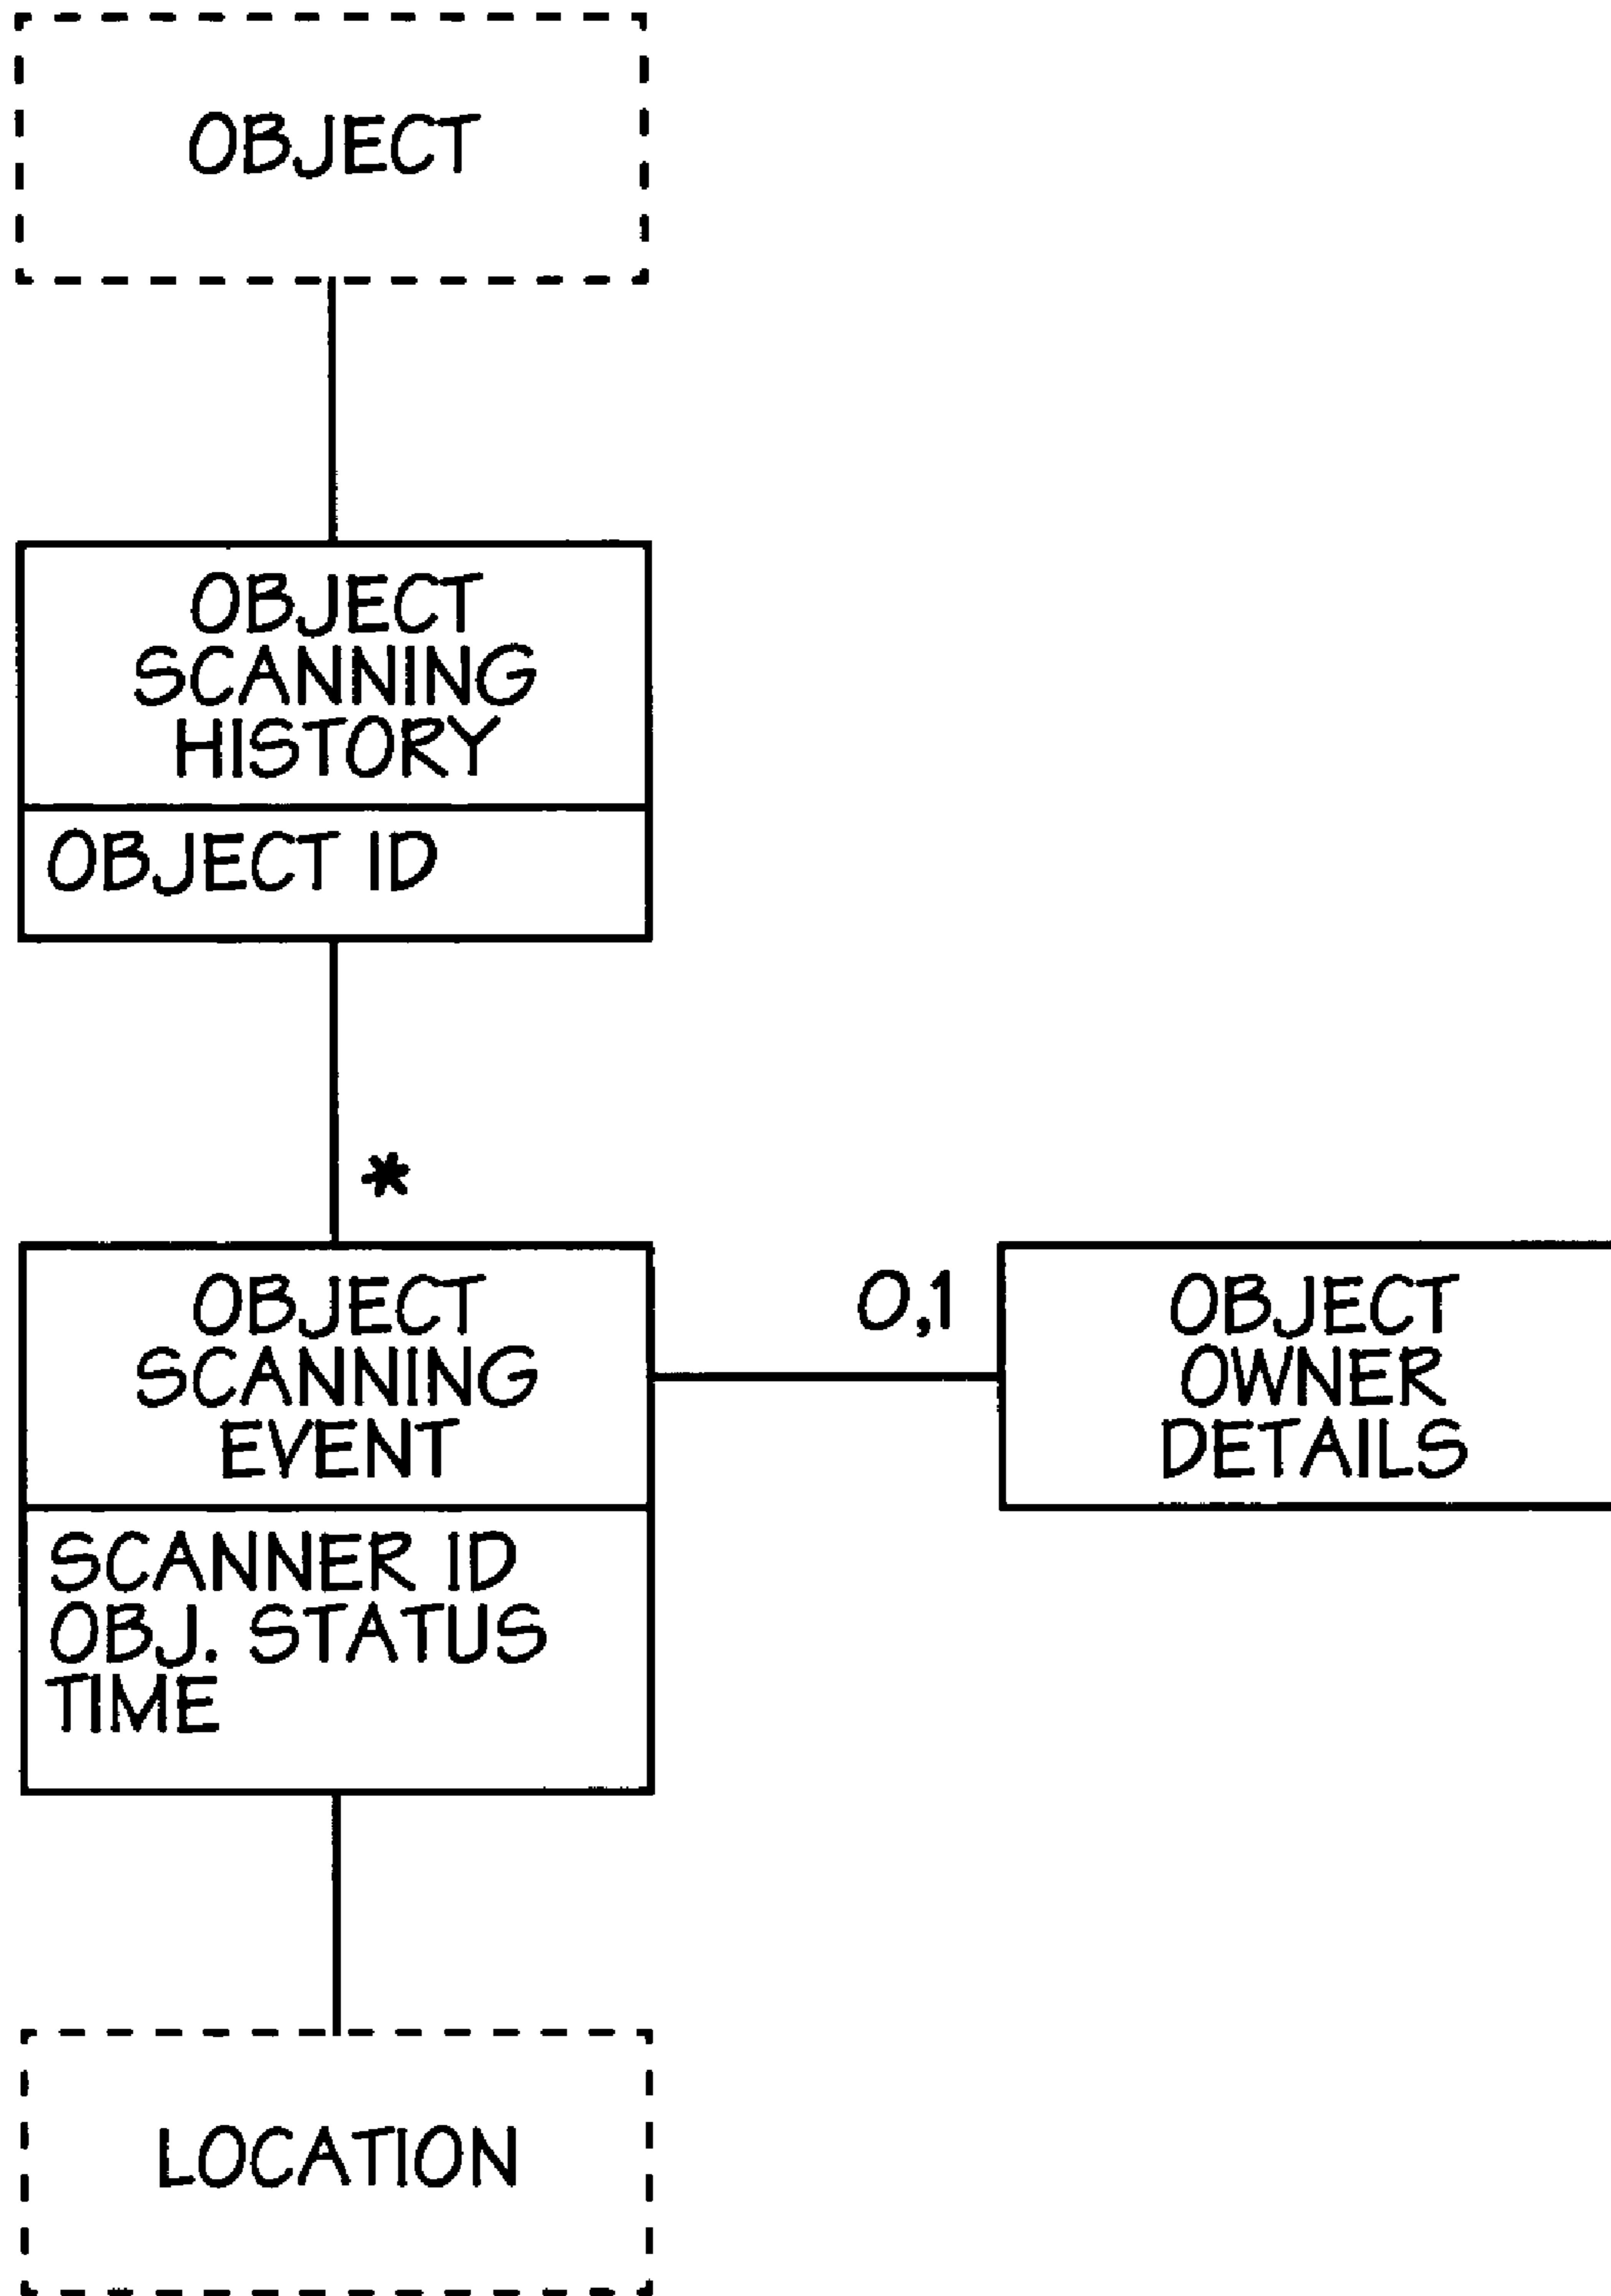 OBJECT
OBJECT
SCANNING
HISTORY
OBJECT ID
*
OBJECT
SCANNING
EVENT
0,1
OBJECT
OWNER
DETAILS
SCANNER ID
OBJ. STATUS
TIME
LOCATION